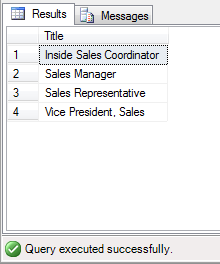 Results Messages
Title
1 Inside Sales Coordinator
2 Sales Manager
3 Sales Representative
4 Vice President, Sales
Query executed successfully.